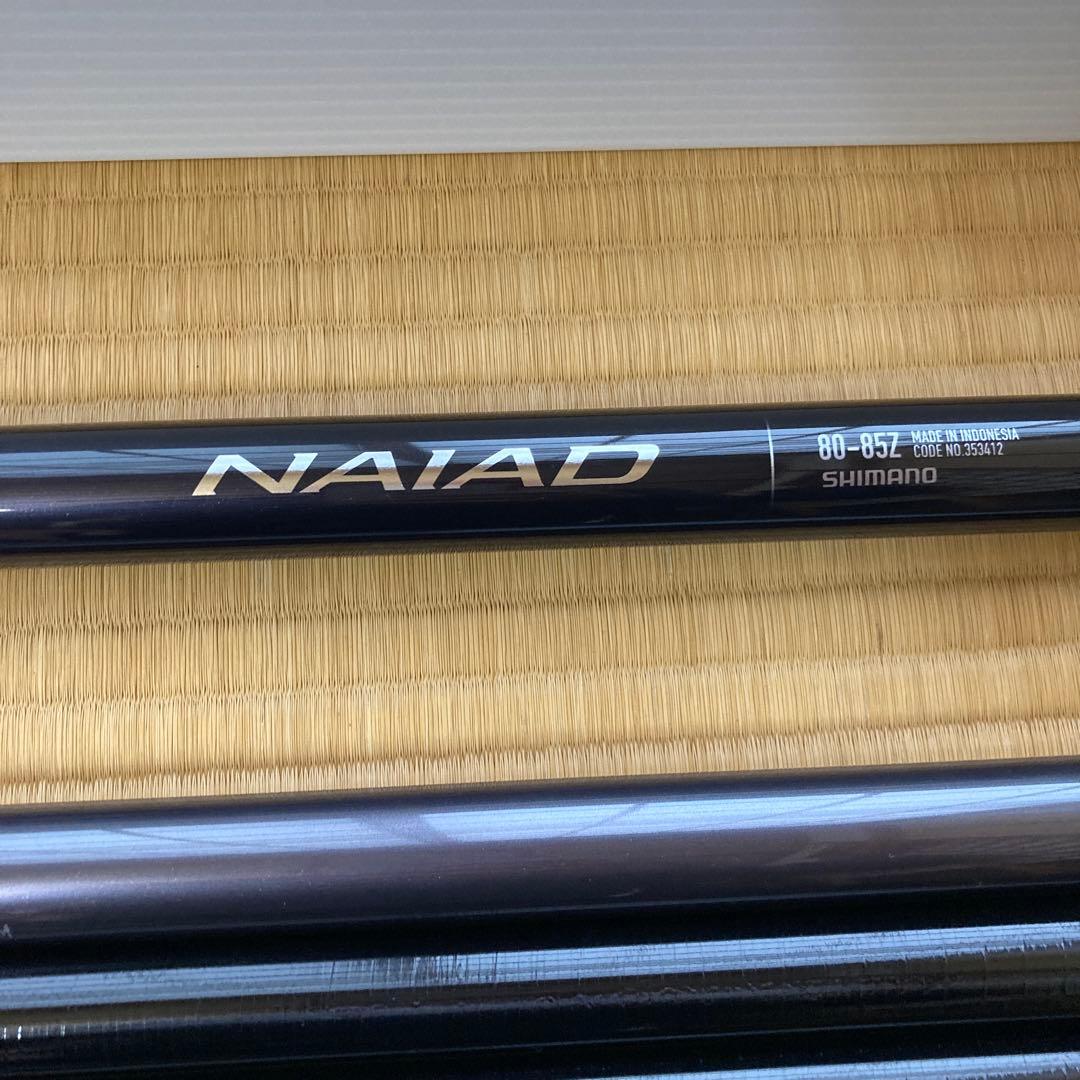 NAIAD
80-85Z
MADE IN INDONESIA
CODE NO.353412
SHIMANO
M